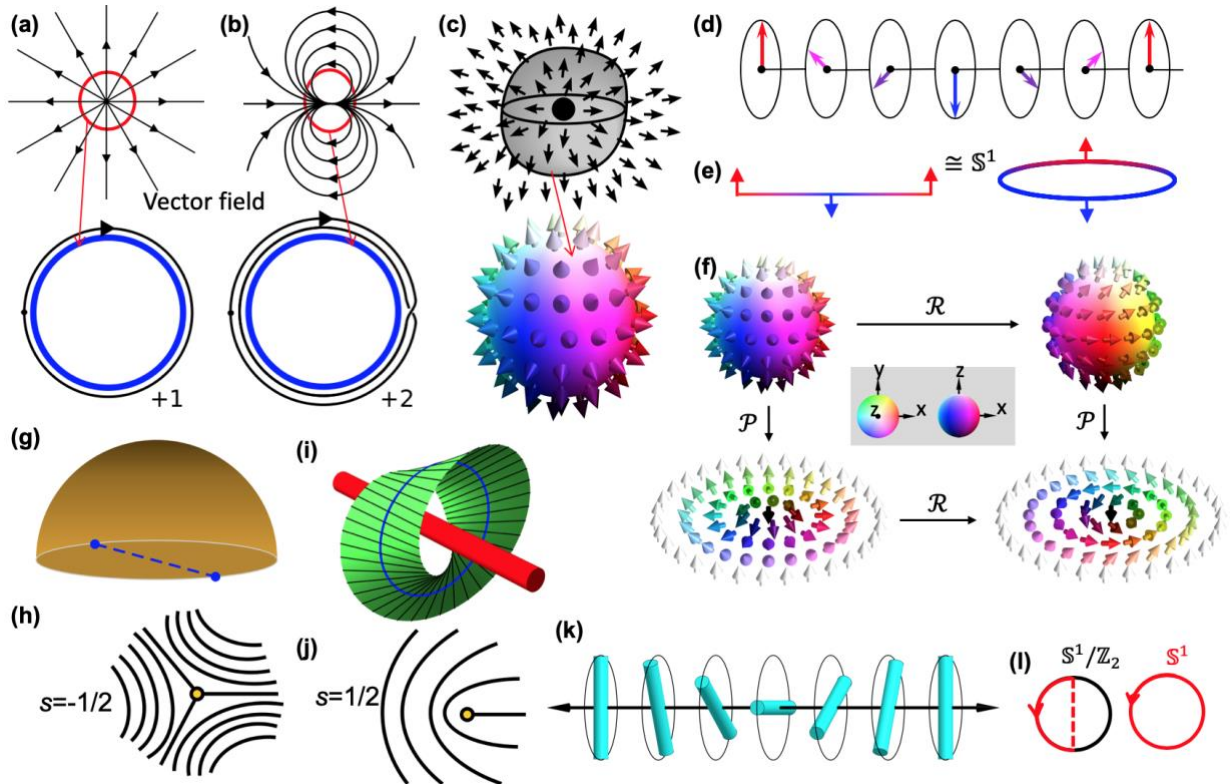 (a)
(b)
(c)
(d)
Vector field
+1
+2
(e)
≅ 𝕊¹
(f)
ℛ
𝒫
y
z
x
z
x
𝒫
ℛ
(g)
(i)
(h)
s=-1/2
(j)
s=1/2
(k)
(l)
𝕊¹/ℤ₂
𝕊¹